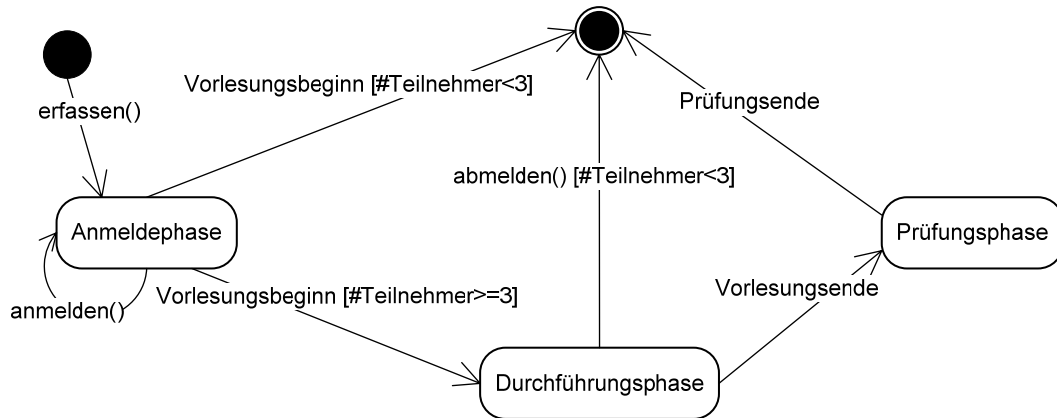 Vorlesungsbeginn [#Teilnehmer<3]
erfassen()
Prüfungsende
abmelden() [#Teilnehmer<3]
Anmeldephase
Prüfungsphase
anmelden()
Vorlesungsbeginn [#Teilnehmer>=3]
Vorlesungsende
Durchführungsphase